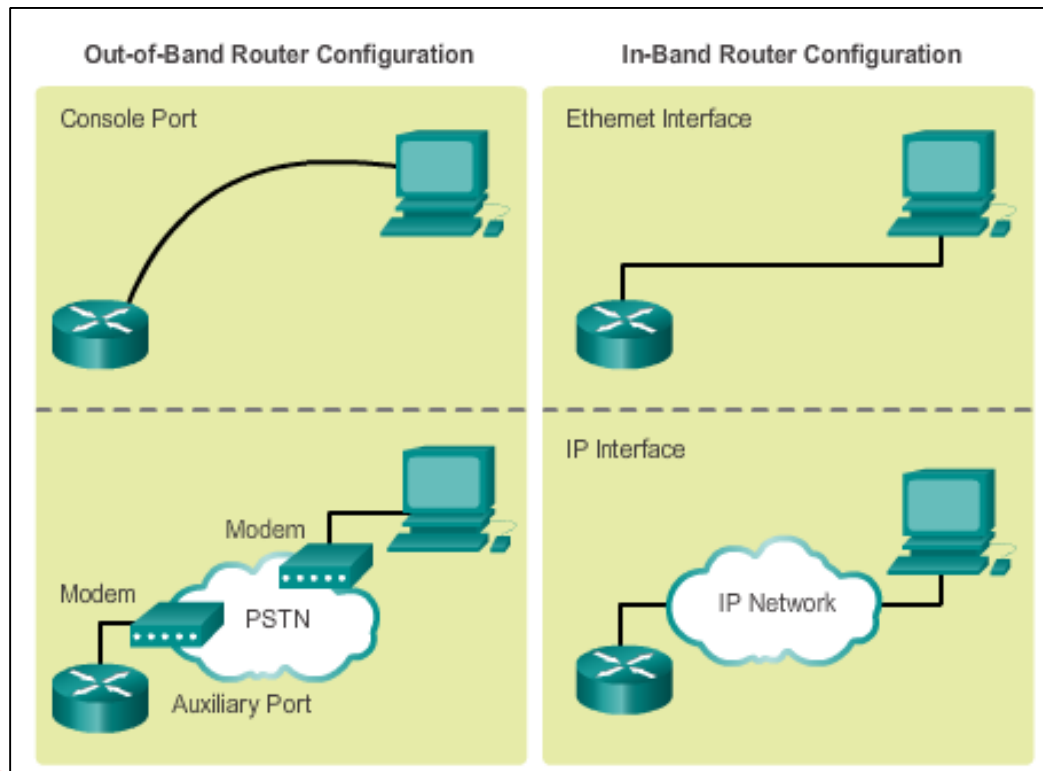 Out-of-Band Router Configuration
In-Band Router Configuration
Console Port
Ethernet Interface
Modem
Modem
PSTN
Auxiliary Port
IP Interface
IP Network